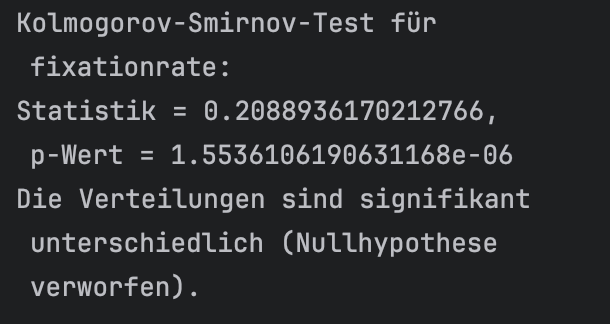 Kolmogorov-Smirnov-Test für
fixationrate:
Statistik = 0.2088936170212766,
p-Wert = 1.5536106190631168e-06
Die Verteilungen sind signifikant
unterschiedlich (Nullhypothese
verworfen).